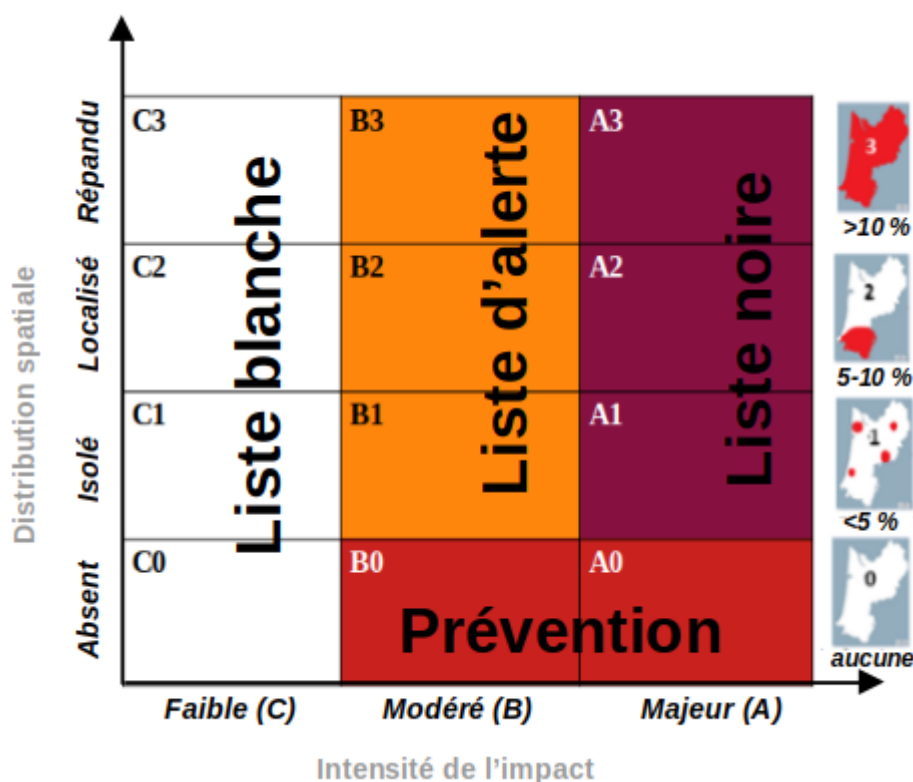 Répandu
C3
B3
A3
3
>10 %
Localisé
C2
B2
A2
2
5-10 %
Isolé
C1
B1
A1
1
<5 %
Absent
C0
B0
A0
0
aucune
Liste blanche
Liste d'alerte
Liste noire
Prévention
Distribution spatiale
Faible (C)
Modéré (B)
Majeur (A)
Intensité de l'impact